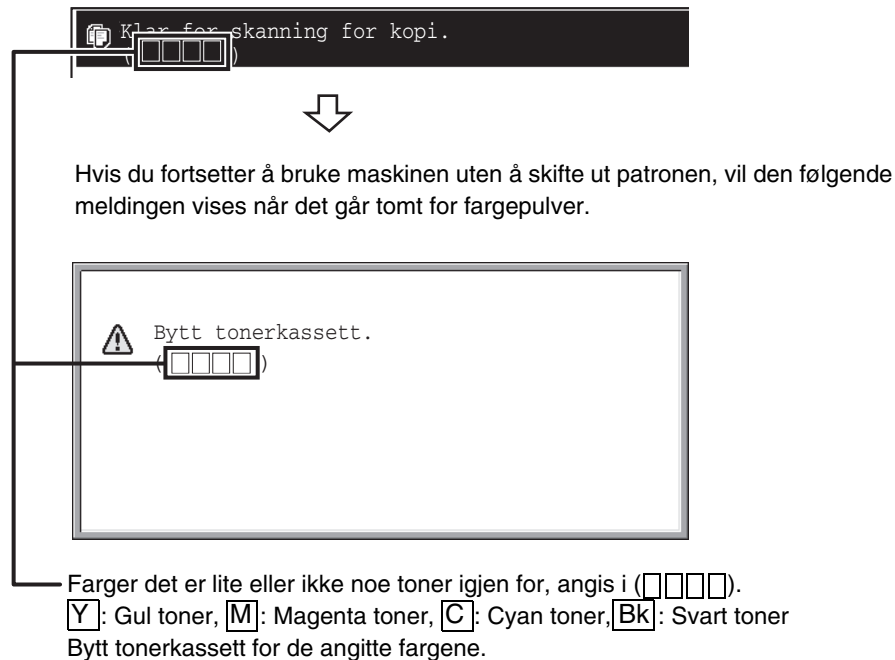 Klar for skanning for kopi.
(□□□□)
Hvis du fortsetter å bruke maskinen uten å skifte ut patronen, vil den følgende
meldingen vises når det går tomt for fargepulver.
Bytt tonerkassett.
(□□□□)
Farger det er lite eller ikke noe toner igjen for, angis i (□□□□).
Y : Gul toner, M : Magenta toner, C : Cyan toner, Bk : Svart toner
Bytt tonerkassett for de angitte fargene.